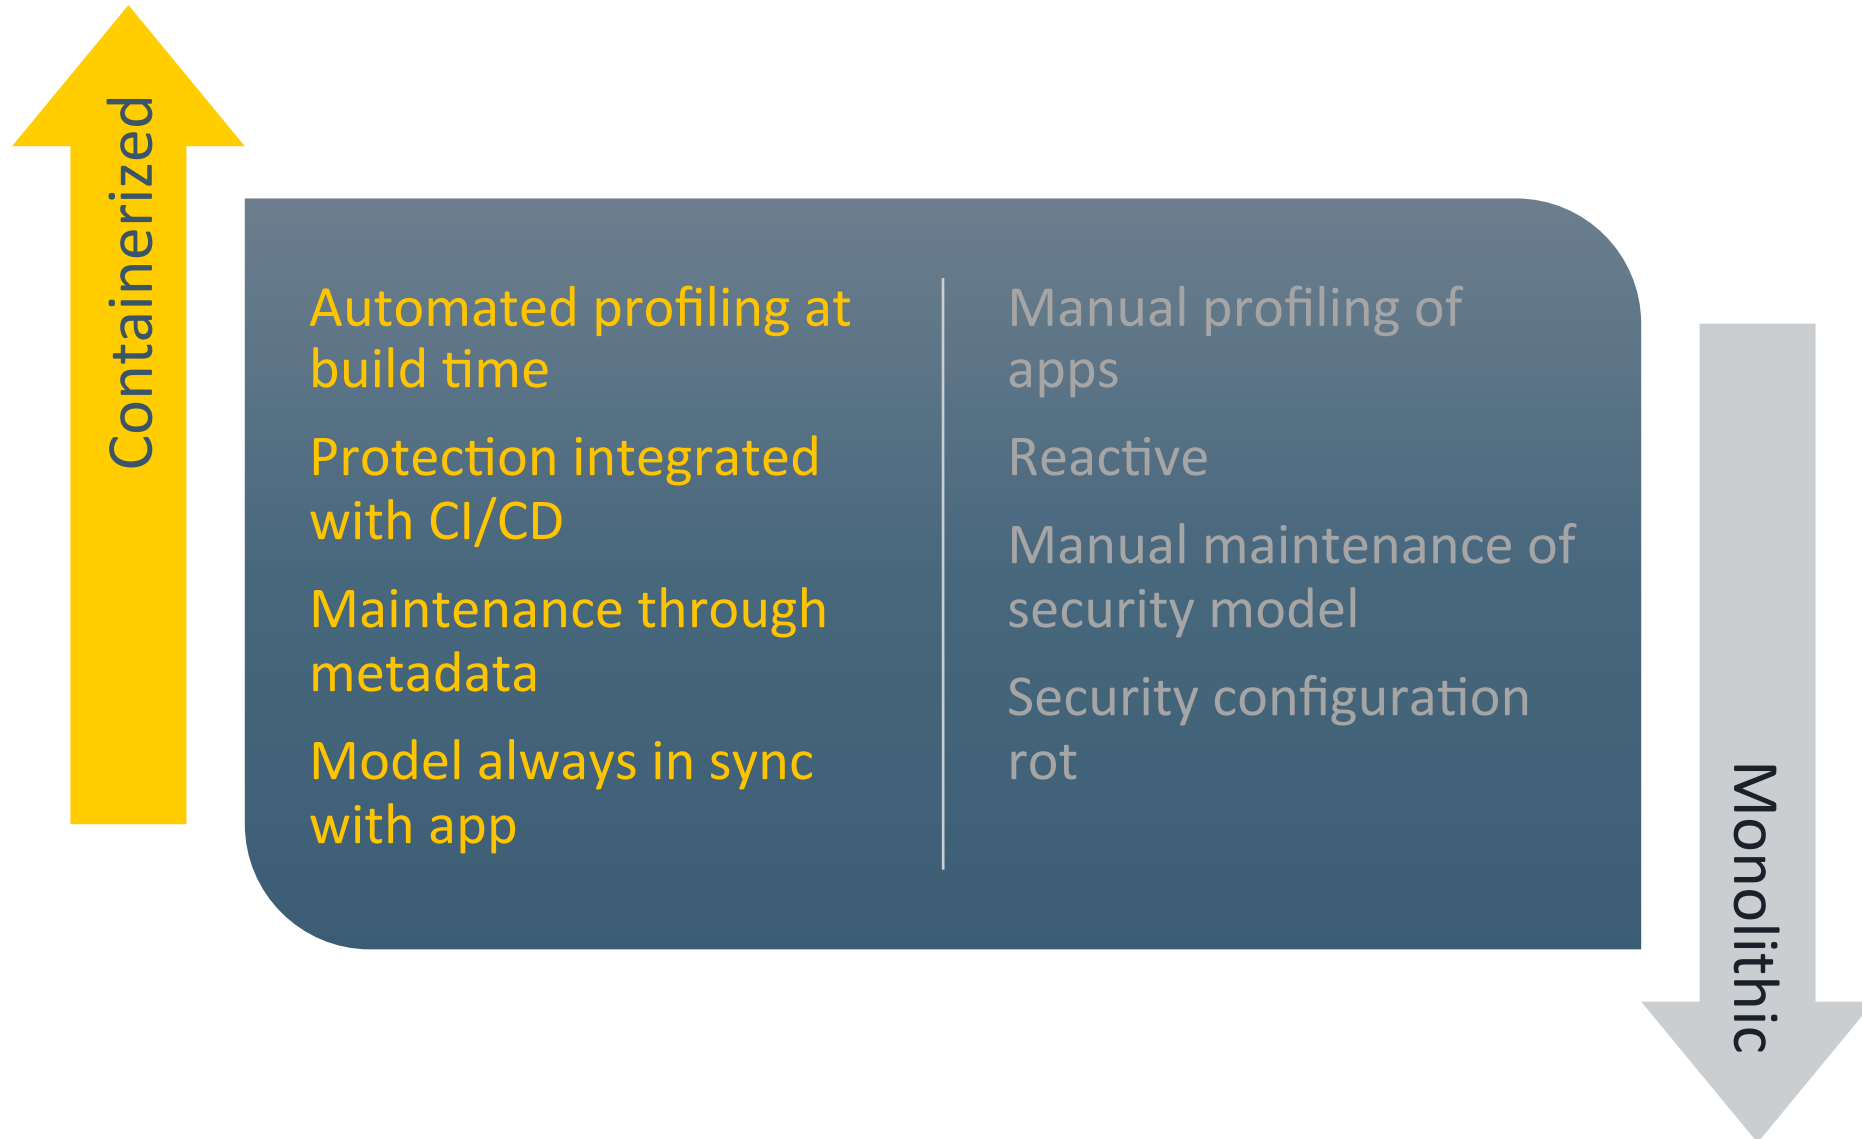 Containerized
Automated profiling at
build time
Protection integrated
with CI/CD
Maintenance through
metadata
Model always in sync
with app
Manual profiling of
apps
Reactive
Manual maintenance of
security model
Security configuration
rot
Monolithic